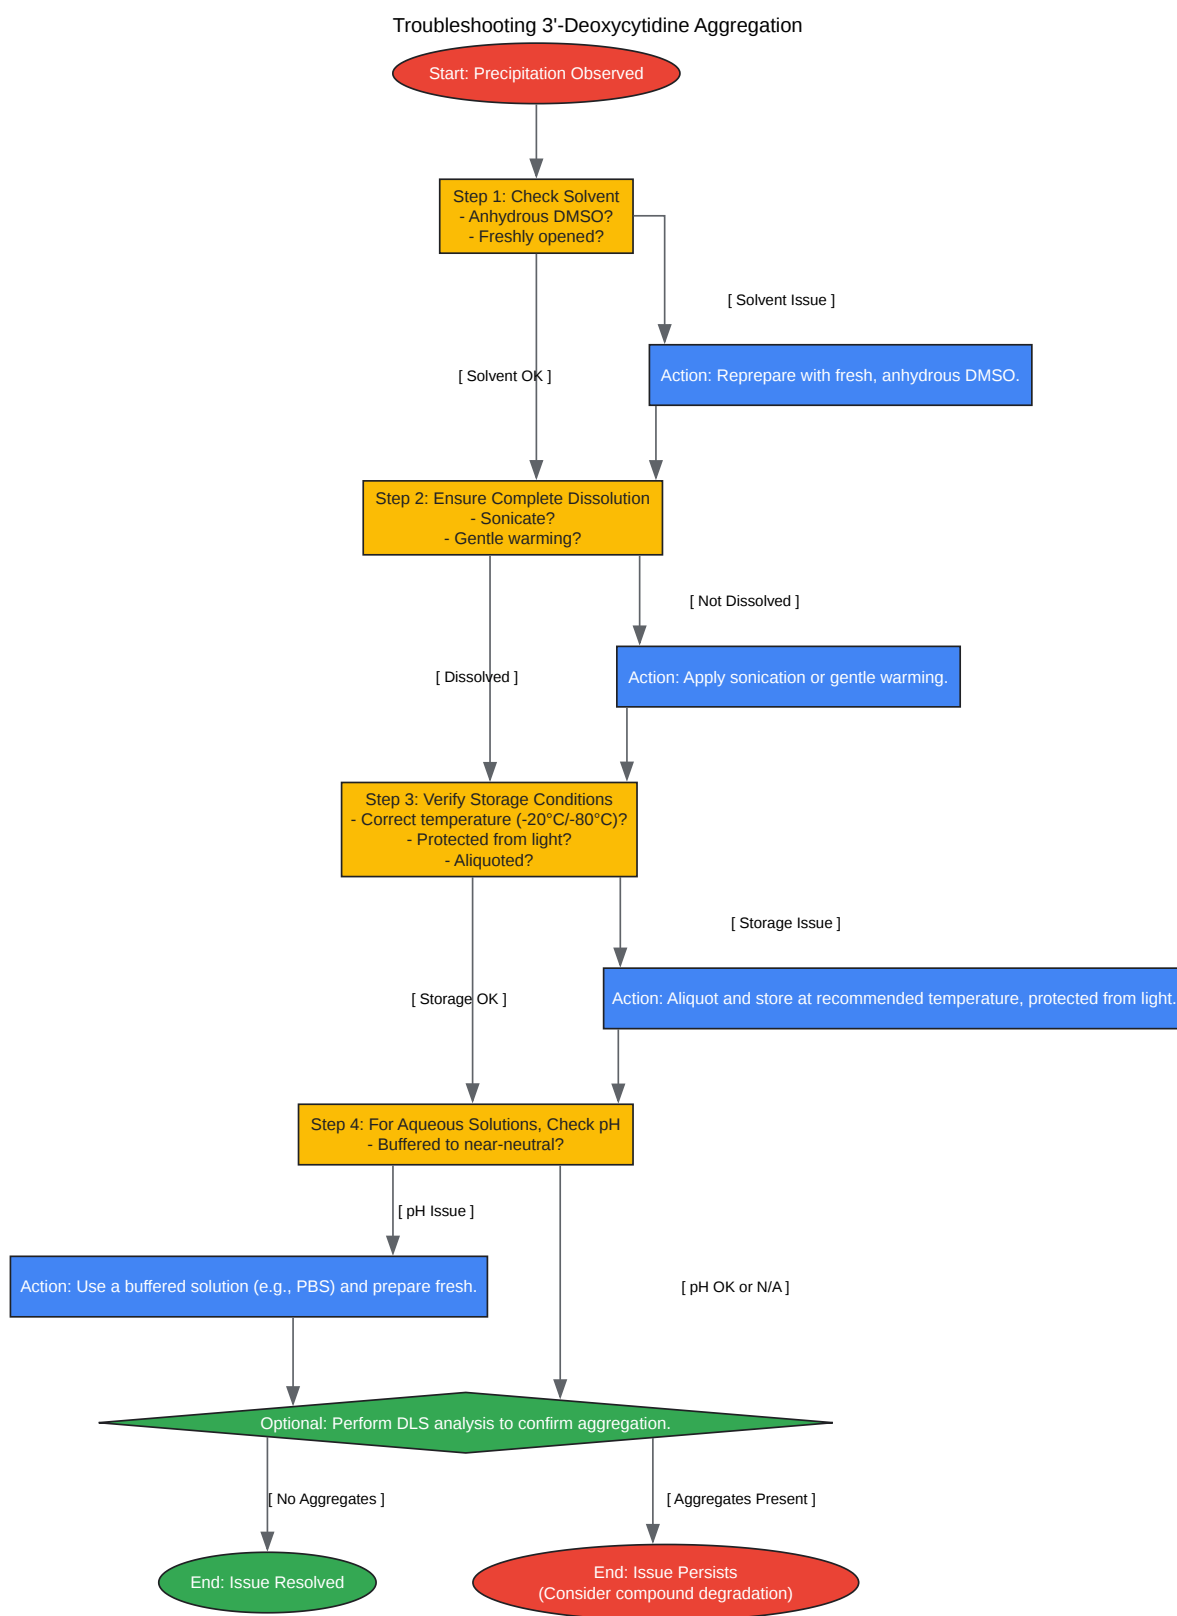 Troubleshooting 3'-Deoxycytidine Aggregation
Start: Precipitation Observed
Step 1: Check Solvent
- Anhydrous DMSO?
- Freshly opened?
[ Solvent Issue ]
[ Solvent OK ]
Action: Reprepare with fresh, anhydrous DMSO.
Step 2: Ensure Complete Dissolution
- Sonicate?
- Gentle warming?
[ Not Dissolved ]
[ Dissolved ]
Action: Apply sonication or gentle warming.
Step 3: Verify Storage Conditions
- Correct temperature (-20°C/-80°C)?
- Protected from light?
- Aliquoted?
[ Storage Issue ]
[ Storage OK ]
Action: Aliquot and store at recommended temperature, protected from light.
Step 4: For Aqueous Solutions, Check pH
- Buffered to near-neutral?
[ pH Issue ]
Action: Use a buffered solution (e.g., PBS) and prepare fresh.
[ pH OK or N/A ]
Optional: Perform DLS analysis to confirm aggregation.
[ No Aggregates ]
[ Aggregates Present ]
End: Issue Resolved
End: Issue Persists
(Consider compound degradation)